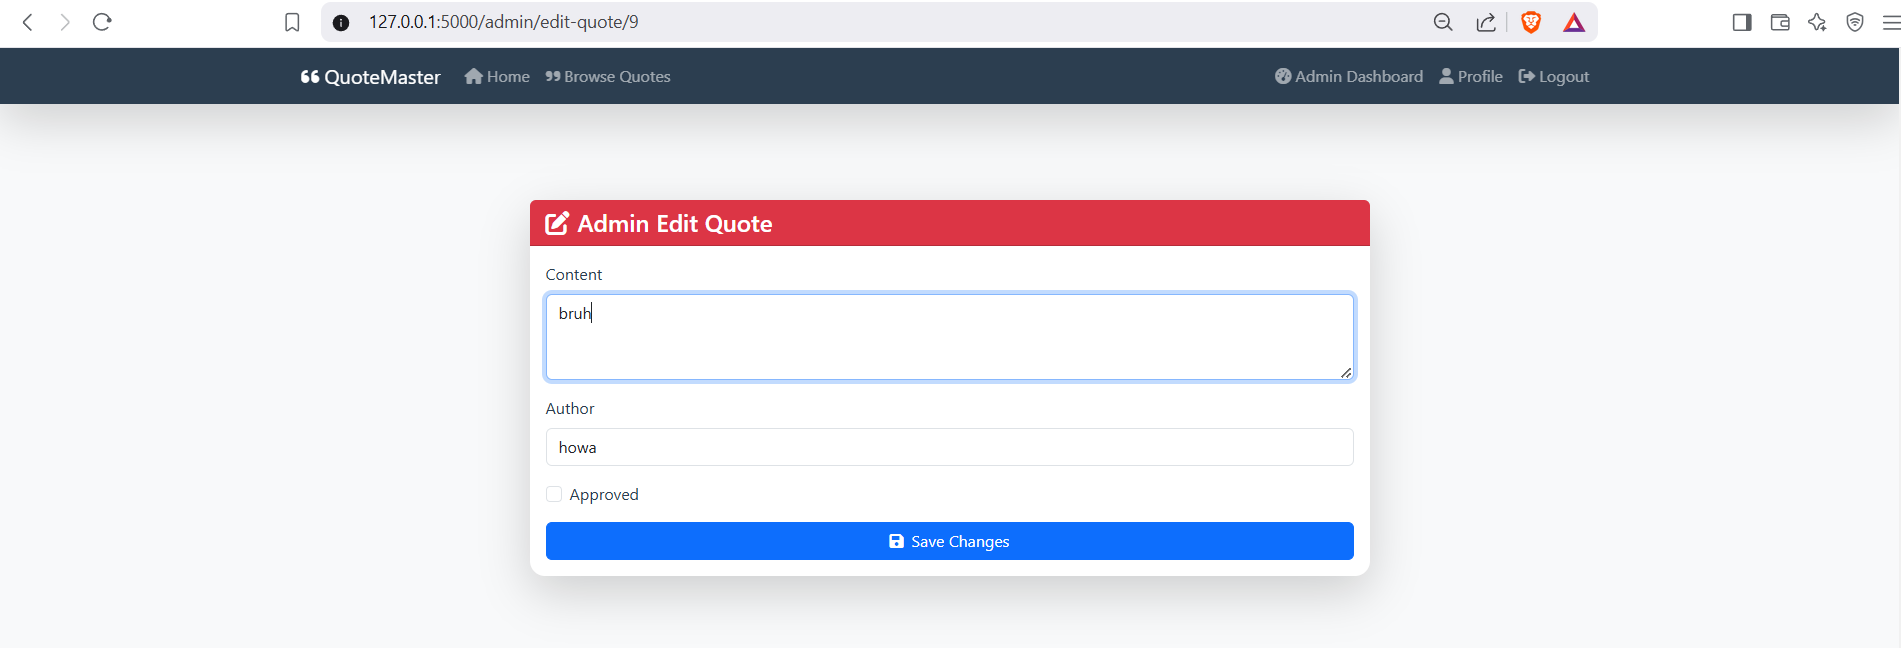 127.0.0.1:5000/admin/edit-quote/9
QuoteMaster Home Browse Quotes Admin Dashboard Profile Logout
Admin Edit Quote
Content
bruh
Author
howa
Approved
Save Changes